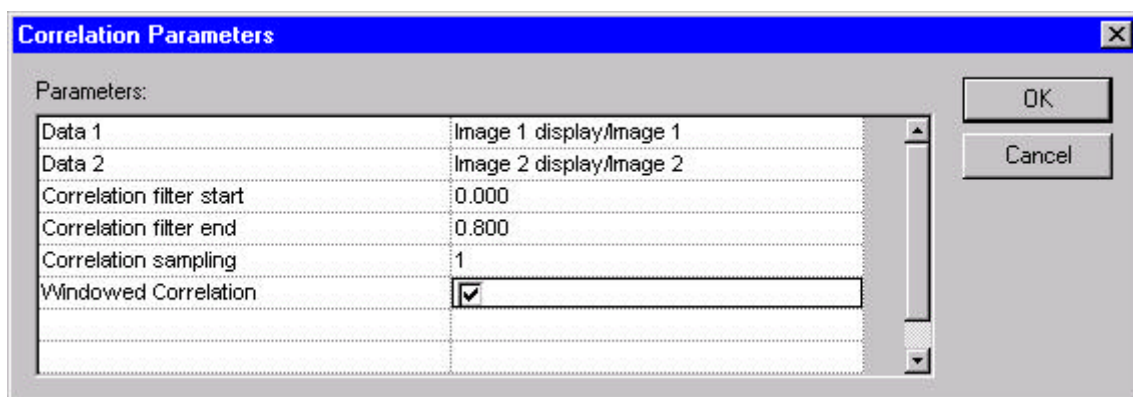 Correlation Parameters
Parameters:
Data 1 Image 1 display/Image 1
Data 2 Image 2 display/Image 2
Correlation filter start 0.000
Correlation filter end 0.800
Correlation sampling 1
Windowed Correlation
OK
Cancel